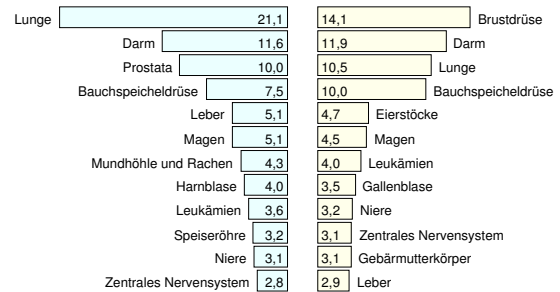 Lunge 21,1 14,1 Brustdrüse
Darm 11,6 11,9 Darm
Prostata 10,0 10,5 Lunge
Bauchspeicheldrüse 7,5 10,0 Bauchspeicheldrüse
Leber 5,1 4,7 Eierstöcke
Magen 5,1 4,5 Magen
Mundhöhle und Rachen 4,3 4,0 Leukämien
Harnblase 4,0 3,5 Gallenblase
Leukämien 3,6 3,2 Niere
Speiseröhre 3,2 3,1 Zentrales Nervensystem
Niere 3,1 3,1 Gebärmutterkörper
Zentrales Nervensystem 2,8 2,9 Leber